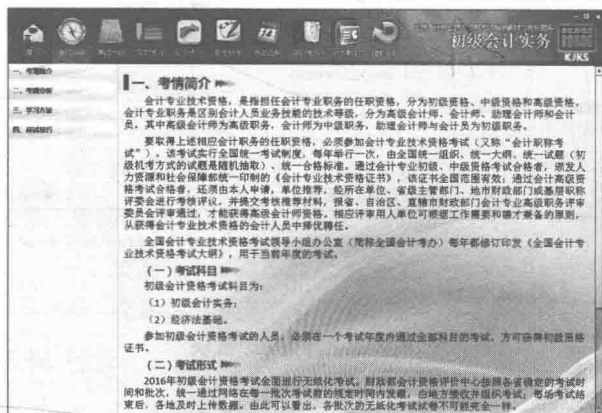 初级会计实务
KJKS
一、考情简介
二、考情分析
三、学习方法
四、应试技巧
一、考情简介
会计专业技术资格，是指担任会计专业职务的任职资格，分为初级资格、中级资格和高级资格。
会计专业职务是区别会计人员业务技能的技术等级，分为高级会计师、会计师、助理会计师和会计
员，其中高级会计师为高级职务，会计师为中级职务，助理会计师与会计员为初级职务。
要取得上述相应会计职务的任职资格，必须参加会计专业技术资格考试（又称“会计职称考
试”）。该考试实行全国统一考试制度，每年举行一次，由全国统一组织、统一大纲、统一试题（初
级机考方式的试题是随机抽取）、统一合格标准。通过会计专业初级、中级资格考试合格者，颁发人
力资源和社会保障部统一印制的《会计专业技术资格证书》，该证书全国范围有效；通过会计高级资
格考试合格者，还须由本人申请，单位推荐，经所在单位、省级主管部门、地市财政部门或基层职称
评委会进行考核评议，并提交考核推荐材料，报省、自治区、直辖市财政部门会计专业高级职务评审
委员会评审通过，才能获得高级会计师资格。相应评审用人单位可根据工作需要和德才兼备的原则，
从获得会计专业技术资格的会计人员中择优聘任。
全国会计专业技术资格考试领导小组办公室（简称全国会计考办）每年都修订印发《全国会计专
业技术资格考试大纲》，用于当前年度的考试。
（一）考试科目
初级会计资格考试科目为：
（1）初级会计实务；
（2）经济法基础。
参加初级会计资格考试的人员，必须在一个考试年度内通过全部科目的考试，方可获得初级资格
证书。
（二）考试形式
2016年初级会计资格考试全面进行无纸化考试，财政部会计资格评价中心按照各省确定的考试时
间和批次，统一通过网络在每一批次考试前的规定时间内发题，由地方接收并组织考试；每场考试结
束后，各地及时上传数据。由此可以看出，各批次的无纸化考试试卷不可能完全一样。